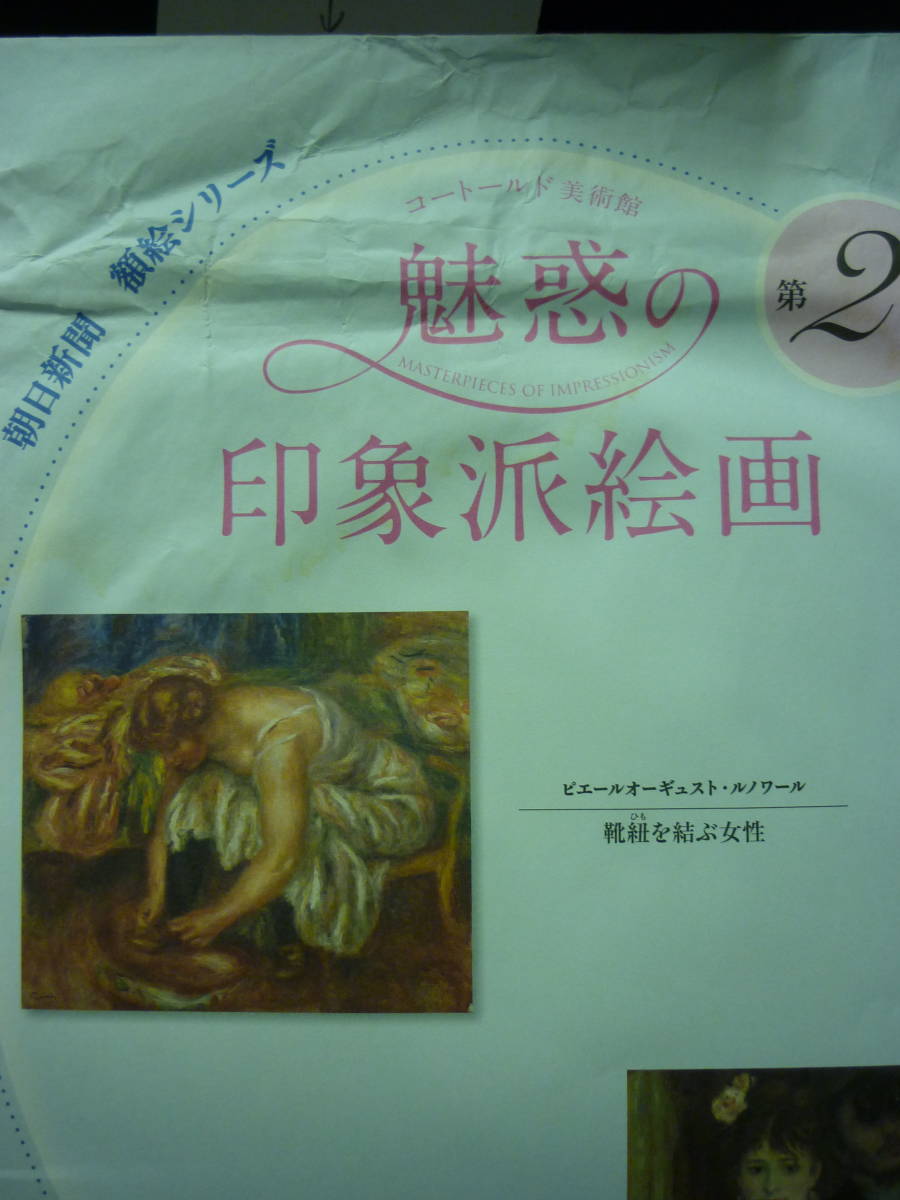 朝日新聞 額絵シリーズ
コートールド美術館
魅惑の
MASTERPIECES OF IMPRESSIONISM
印象派絵画
第2
ピエールオーギュスト・ルノワール
ひも
靴紐を結ぶ女性